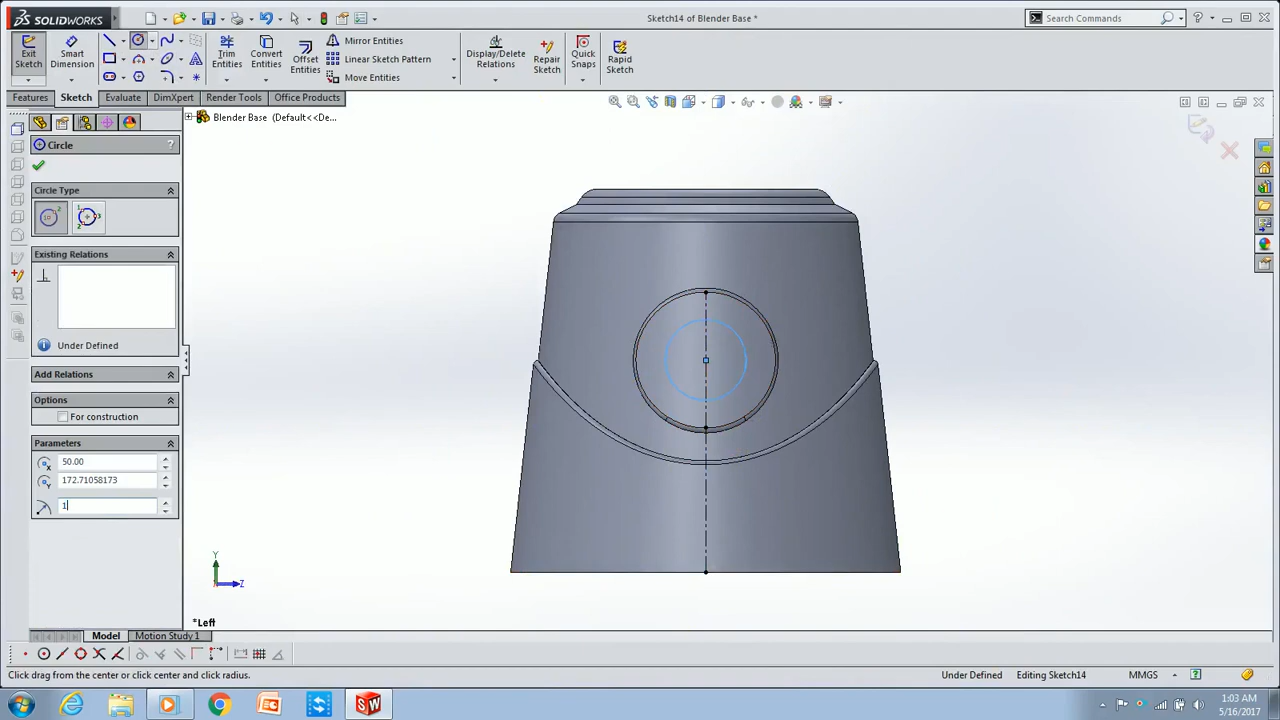 SOLIDWORKS
Sketch14 of Blender Base *
Search Commands
Exit Sketch
Smart Dimension
Trim Entities
Convert Entities
Offset Entities
Mirror Entities
Linear Sketch Pattern
Move Entities
Display/Delete Relations
Repair Sketch
Quick Snaps
Rapid Sketch
Features
Sketch
Evaluate
DimXpert
Render Tools
Office Products
Blender Base (Default<<De...
Circle
?
Circle Type
Existing Relations
Under Defined
Add Relations
Options
For construction
Parameters
50.00
172.71058173
1
Y
Z
*Left
Model
Motion Study 1
Click drag from the center or click center and click radius.
Under Defined
Editing Sketch14
MMGS
1:03 AM
5/16/2017